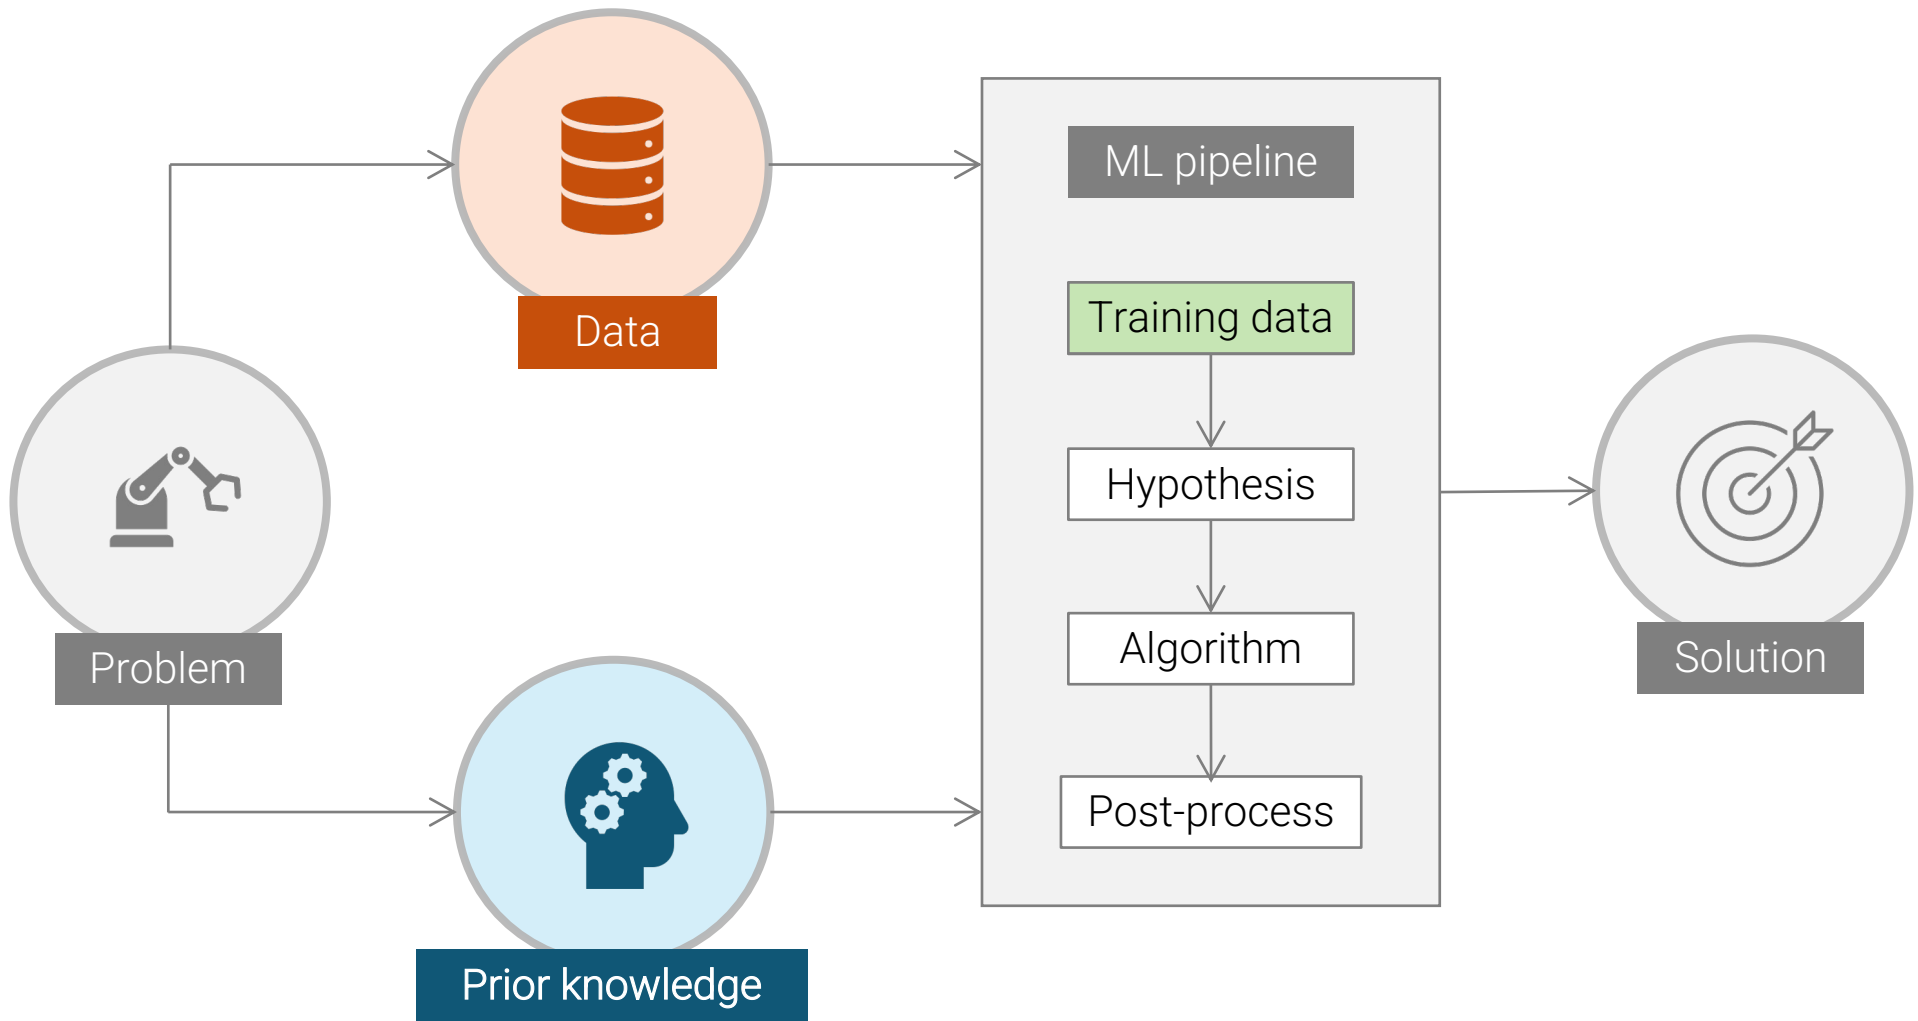 Data
ML pipeline
Training data
Hypothesis
Algorithm
Post-process
Problem
Solution
Prior knowledge